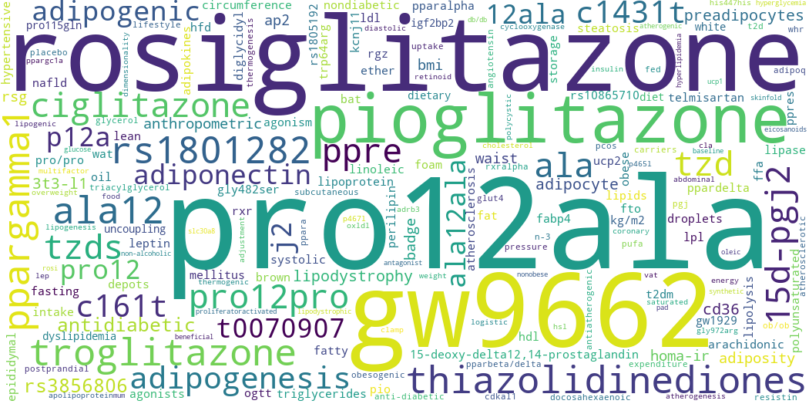 adipogenic
circumference
nondiabetic
ldl
lifestyle
hfd
ap2
igf2bp2
diastolic
pparalpha
db/db
12ala
c1431t
his447his
hyperglycemia
preadipocytes
hypertensive
pro115gln
placebo
ppargc1a
dimensionality
adipokines
rs1805192
diglycidyl
thermogenesis
trp64arg
kcnj11
rgz
ether
bmi
uptake
retinoid
cyclooxygenase
angiotensin
steatosis
storage
insulin
white
t2d
atherogenic
whr
fed
ucp1
hyperlipidemia
adipoq
rosiglitazone
nafld
rsg
lipogenic
glycerol
ciglitazone
bat
dietary
polycystic
rs10865710
diet
telmisartan
skinfold
ppres
eicosanoids
anthropometric
agonism
pioglitazone
p12a
lean
glucose
wat
pro/pro
multifactor
overweight
rs1801282
ppre
cholesterol
pcos
carriers
cla
baseline
lipase
oil
3t3-l1
triacylglycerol
adiponectin
linoleic
foam
waist
ala
ucp2
obese
rxralpha
hp4651
tzd
abdominal
ffa
ppargamma1
lipogenesis
food
gly482ser
subcutaneous
lipoprotein
adipocyte
glut4
lipids
ppardelta
ala12
uncoupling
rxr
j2
perilipin
badge
ala12ala
atherosclerosis
fat
fabp4
fto
kg/m2
pgj
droplets
coronary
15d-pgj2
polyunsaturated
atherosclerotic
pro12ala
tzds
leptin
adjustment
slc30a8
ppara
systolic
p4671
oxldl
adrb3
n-3
pufa
lpl
non-alcoholic
pro12
lep
rosi
mellitus
thermogenic
brown
lipodystrophy
antagonist
weight
pressure
nonobese
vat
energy
fasting
depots
c161t
pro12pro
lipodystrophic
gw9662
t2dm
saturated
pad
synthetic
cd36
lipolysis
ob/ob
intake
antidiabetic
proliferatoractivated
t0070907
clamp
logistic
antiatherogenic
gw1929
gly972arg
arachidonic
dyslipidemia
beneficial
hdl
hsl
epididymal
troglitazone
fatty
15-deoxy-delta12,14-prostaglandin
homa-ir
adiposity
postprandial
pparbeta/delta
expenditure
rs3856806
adipogenesis
obesogenic
thiazolidinediones
apolipoproteinmum
agonists
ogtt
triglycerides
pio
anti-diabetic
cdkal1
docosahexaenoic
atherogenesis
resistin
oleic